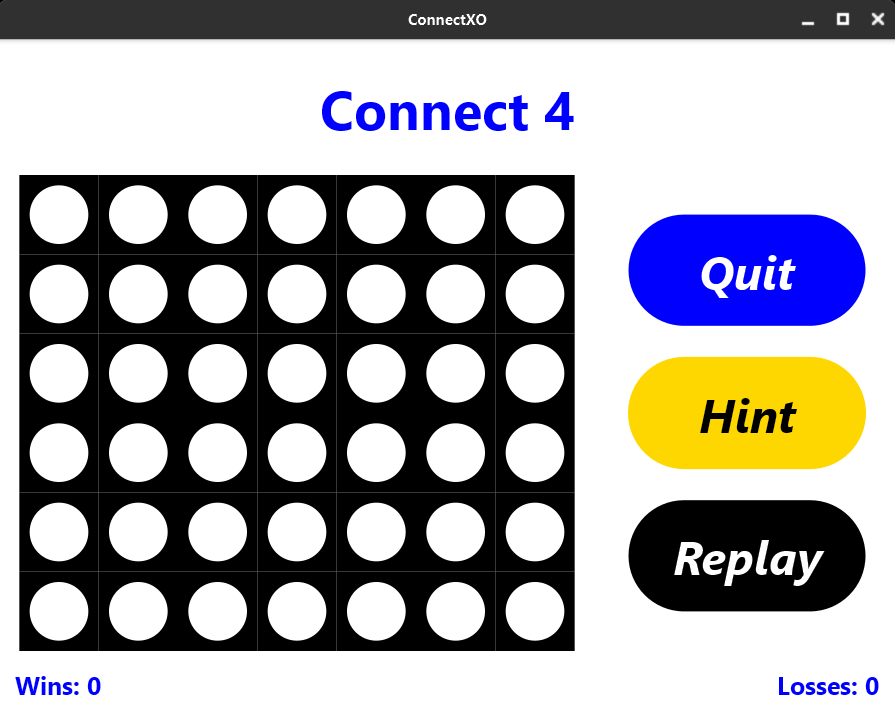 ConnectXO
Connect 4
Quit
Hint
Replay
Wins: 0
Losses: 0